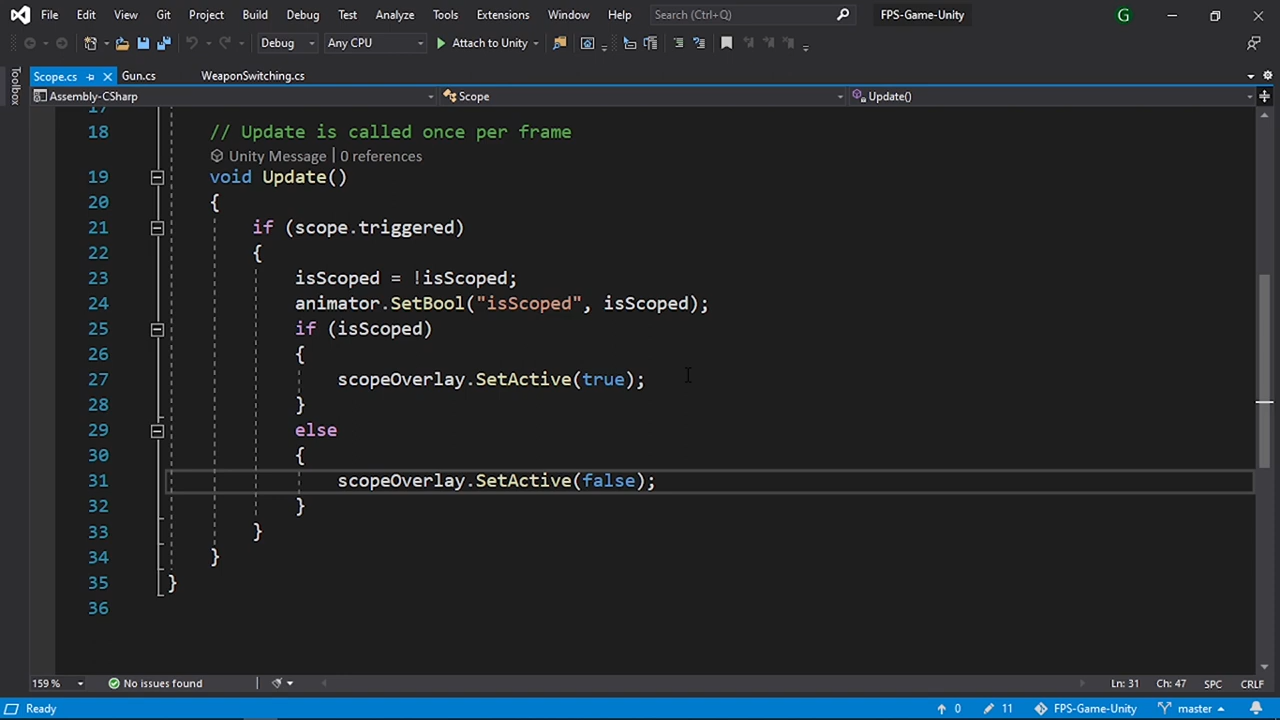 File Edit View Git Project Build Debug Test Analyze Tools Extensions Window Help Search (Ctrl+Q) FPS-Game-Unity G
Debug Any CPU Attach to Unity
Toolbox
Scope.cs Gun.cs WeaponSwitching.cs
Assembly-CSharp Scope Update()
17
18 // Update is called once per frame
Unity Message | 0 references
19 void Update()
20 {
21 if (scope.triggered)
22 {
23 isScoped = !isScoped;
24 animator.SetBool("isScoped", isScoped);
25 if (isScoped)
26 {
27 scopeOverlay.SetActive(true);
28 }
29 else
30 {
31 scopeOverlay.SetActive(false);
32 }
33 }
34 }
35 }
36
159 % No issues found Ln: 31 Ch: 47 SPC CRLF
Ready 0 11 FPS-Game-Unity master